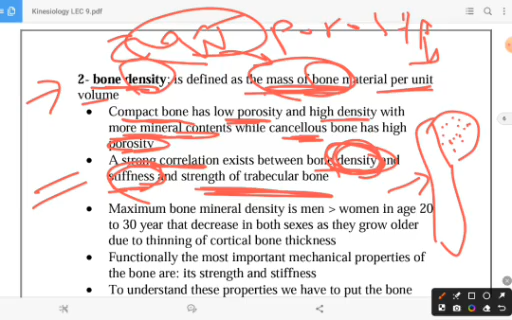 Kinesiology LEC 9.pdf
2- bone density: is defined as the mass of bone material per unit
volume
• Compact bone has low porosity and high density with
more mineral contents while cancellous bone has high
porosity
• A strong correlation exists between bone density and
stiffness and strength of trabecular bone
• Maximum bone mineral density is men > women in age 20
to 30 year that decrease in both sexes as they grow older
due to thinning of cortical bone thickness
• Functionally the most important mechanical properties of
the bone are: its strength and stiffness
• To understand these properties we have to put the bone